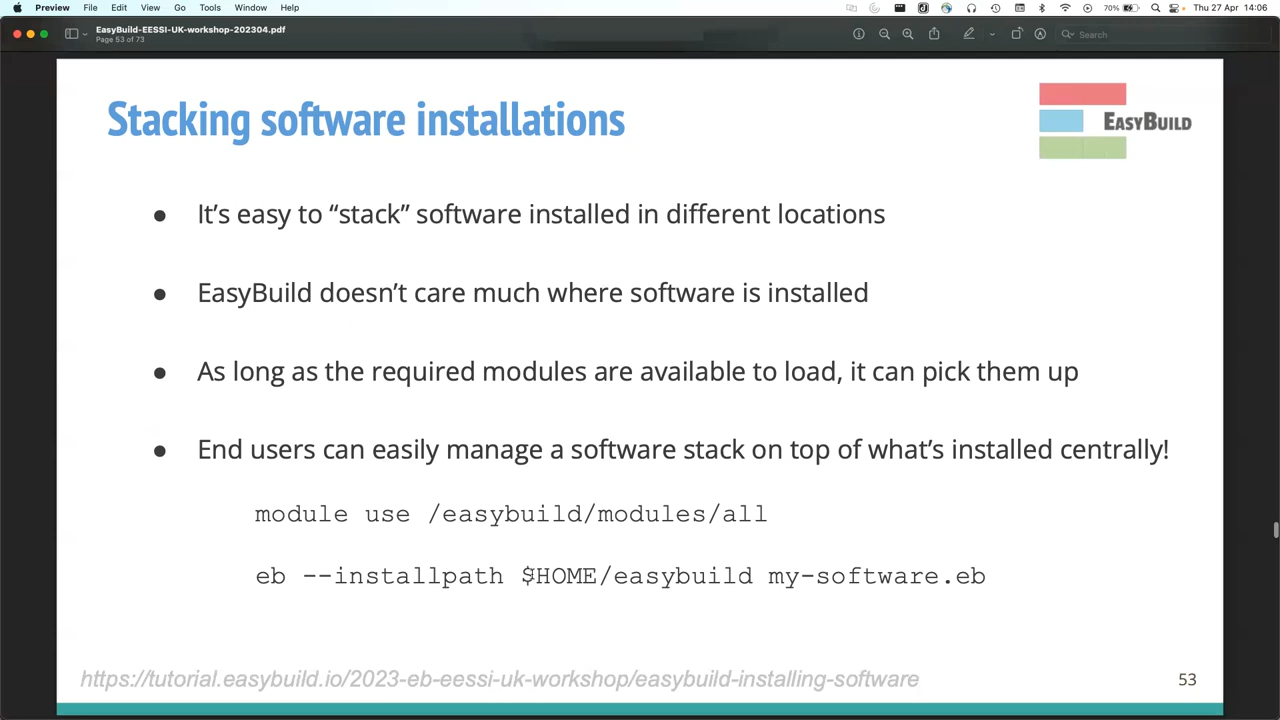 Preview File Edit View Go Tools Window Help 70% Thu 27 Apr 14:06
EasyBuild-EESSI-UK-workshop-202304.pdf
Page 53 of 73
Search
Stacking software installations
EASYBUILD
● It’s easy to “stack” software installed in different locations
● EasyBuild doesn’t care much where software is installed
● As long as the required modules are available to load, it can pick them up
● End users can easily manage a software stack on top of what’s installed centrally!
module use /easybuild/modules/all
eb --installpath $HOME/easybuild my-software.eb
https://tutorial.easybuild.io/2023-eb-eessi-uk-workshop/easybuild-installing-software
53